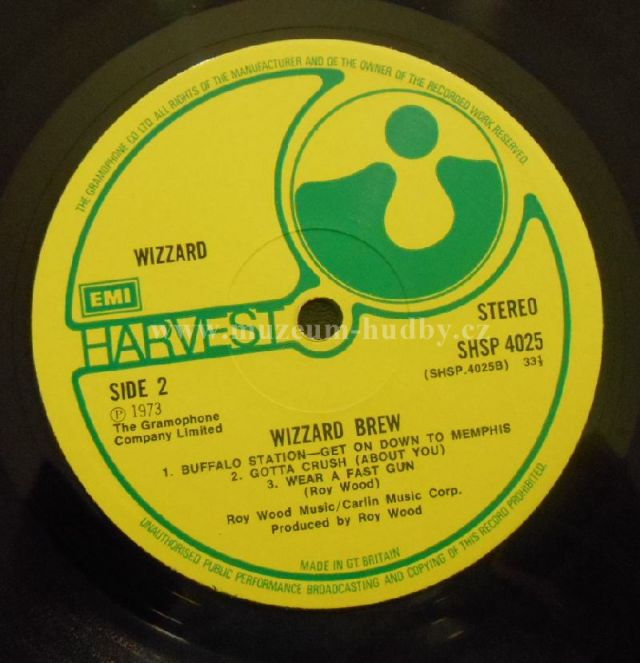 THE GRAMOPHONE CO LTD. ALL RIGHTS OF THE MANUFACTURER AND OF THE OWNER OF THE RECORDED WORK RESERVED.
WIZZARD
EMI
HARVEST
www.muzeum-hudby.cz
STEREO
SHSP 4025
(SHSP.4025B) 33⅓
SIDE 2
Ⓟ 1973
The Gramophone
Company Limited
WIZZARD BREW
1. BUFFALO STATION—GET ON DOWN TO MEMPHIS
2. GOTTA CRUSH (ABOUT YOU)
3. WEAR A FAST GUN
(Roy Wood)
Roy Wood Music/Carlin Music Corp.
Produced by Roy Wood
MADE IN GT BRITAIN
UNAUTHORISED PUBLIC PERFORMANCE BROADCASTING AND COPYING OF THIS RECORD PROHIBITED.